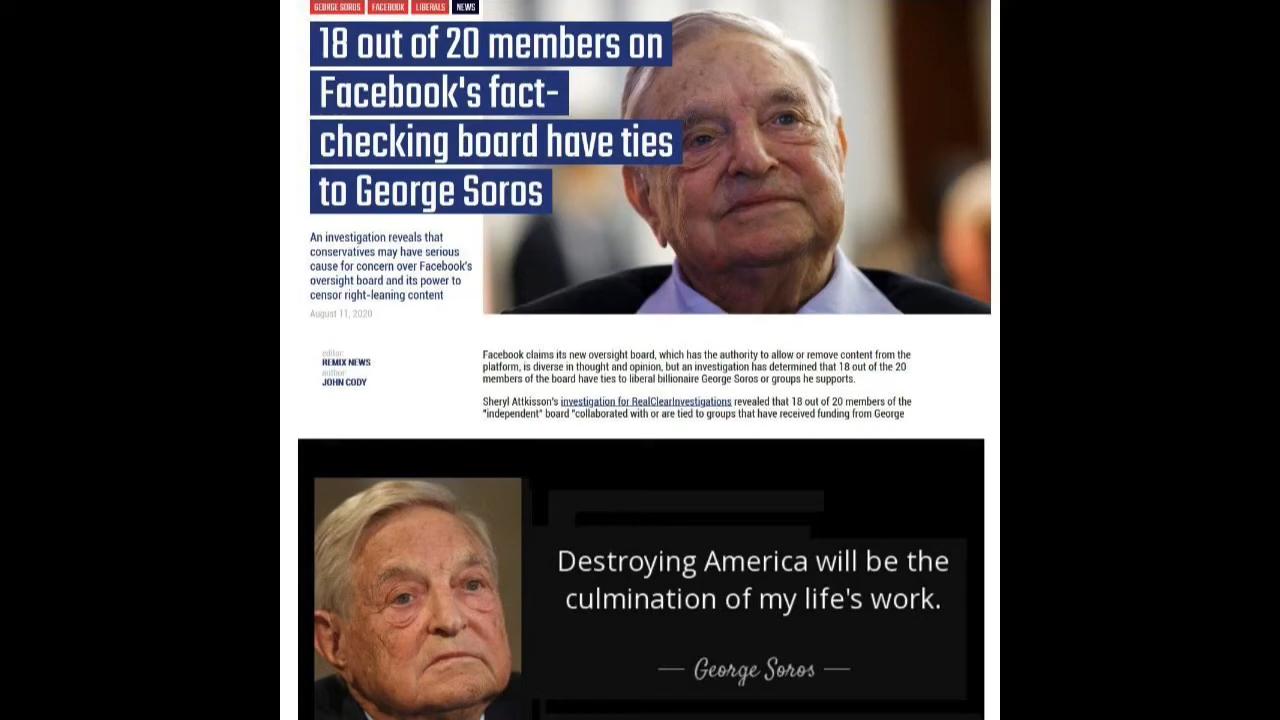 GEORGE SOROS FACEBOOK LIBERALS NEWS
18 out of 20 members on
Facebook's fact-
checking board have ties
to George Soros
An investigation reveals that
conservatives may have serious
cause for concern over Facebook's
oversight board and its power to
censor right-leaning content
August 11, 2020
editor:
REMIX NEWS
author:
JOHN CODY
Facebook claims its new oversight board, which has the authority to allow or remove content from the
platform, is diverse in thought and opinion, but an investigation has determined that 18 out of the 20
members of the board have ties to liberal billionaire George Soros or groups he supports.
Sheryl Attkisson's investigation for RealClearInvestigations revealed that 18 out of 20 members of the
"independent" board "collaborated with or are tied to groups that have received funding from George
Destroying America will be the
culmination of my life's work.
— George Soros —